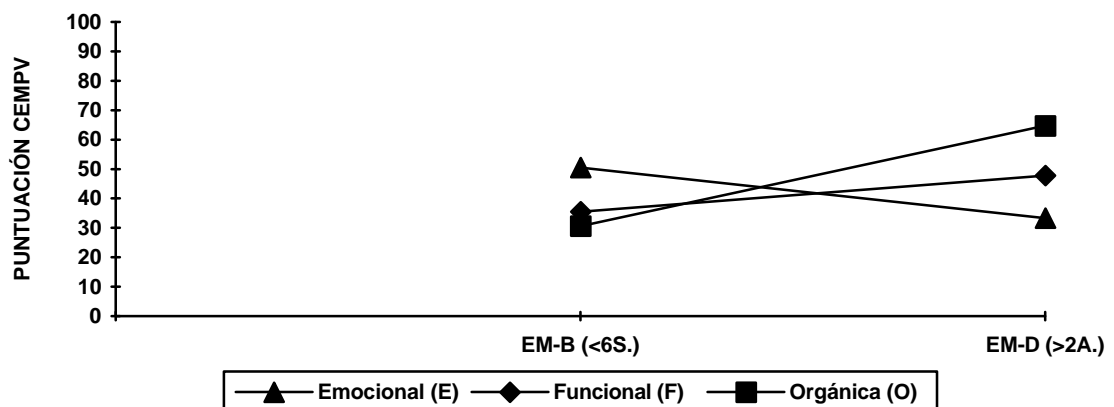 PUNTUACIÓN CEMPV
100
90
80
70
60
50
40
30
20
10
0
EM-B (<6S.)
EM-D (>2A.)
Emocional (E)
Funcional (F)
Orgánica (O)